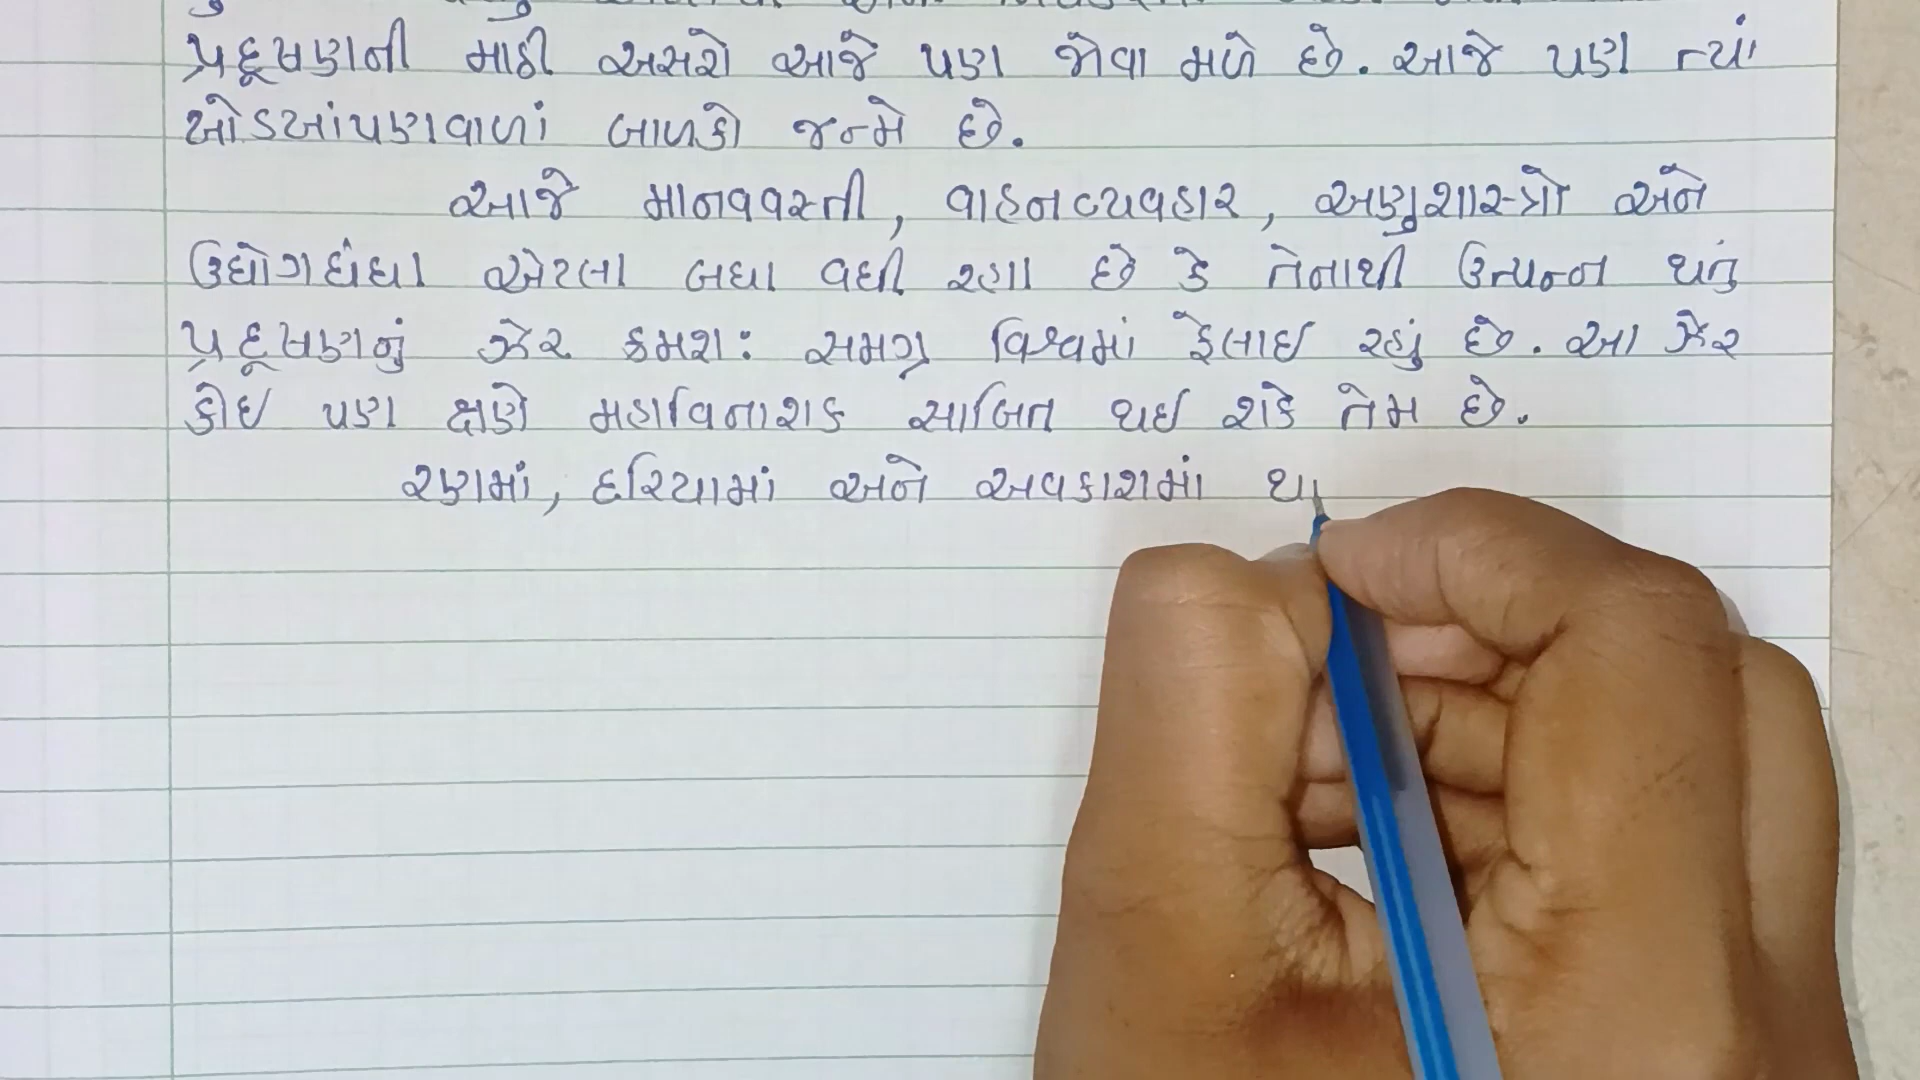 પ્રદૂષણની માઠી અસરો આજે પણ જોવા મળે છે. આજે પણ ત્યાં
ખોડખાંપણવાળાં બાળકો જન્મે છે.
આજે માનવવસ્તી, વાહનવ્યવહાર, અણુશાસ્ત્રો અને
ઉદ્યોગધંધા એટલા બધા વધી રહ્યા છે કે તેનાથી ઉત્પન્ન થતું
પ્રદૂષણનું ઝેર ક્રમશઃ સમગ્ર વિશ્વમાં ફેલાઈ રહ્યું છે. આ ઝેર
કોઈ પણ ક્ષણે મહાવિનાશક સાબિત થઈ શકે તેમ છે.
રણમાં, દરિયામાં અને અવકાશમાં થા